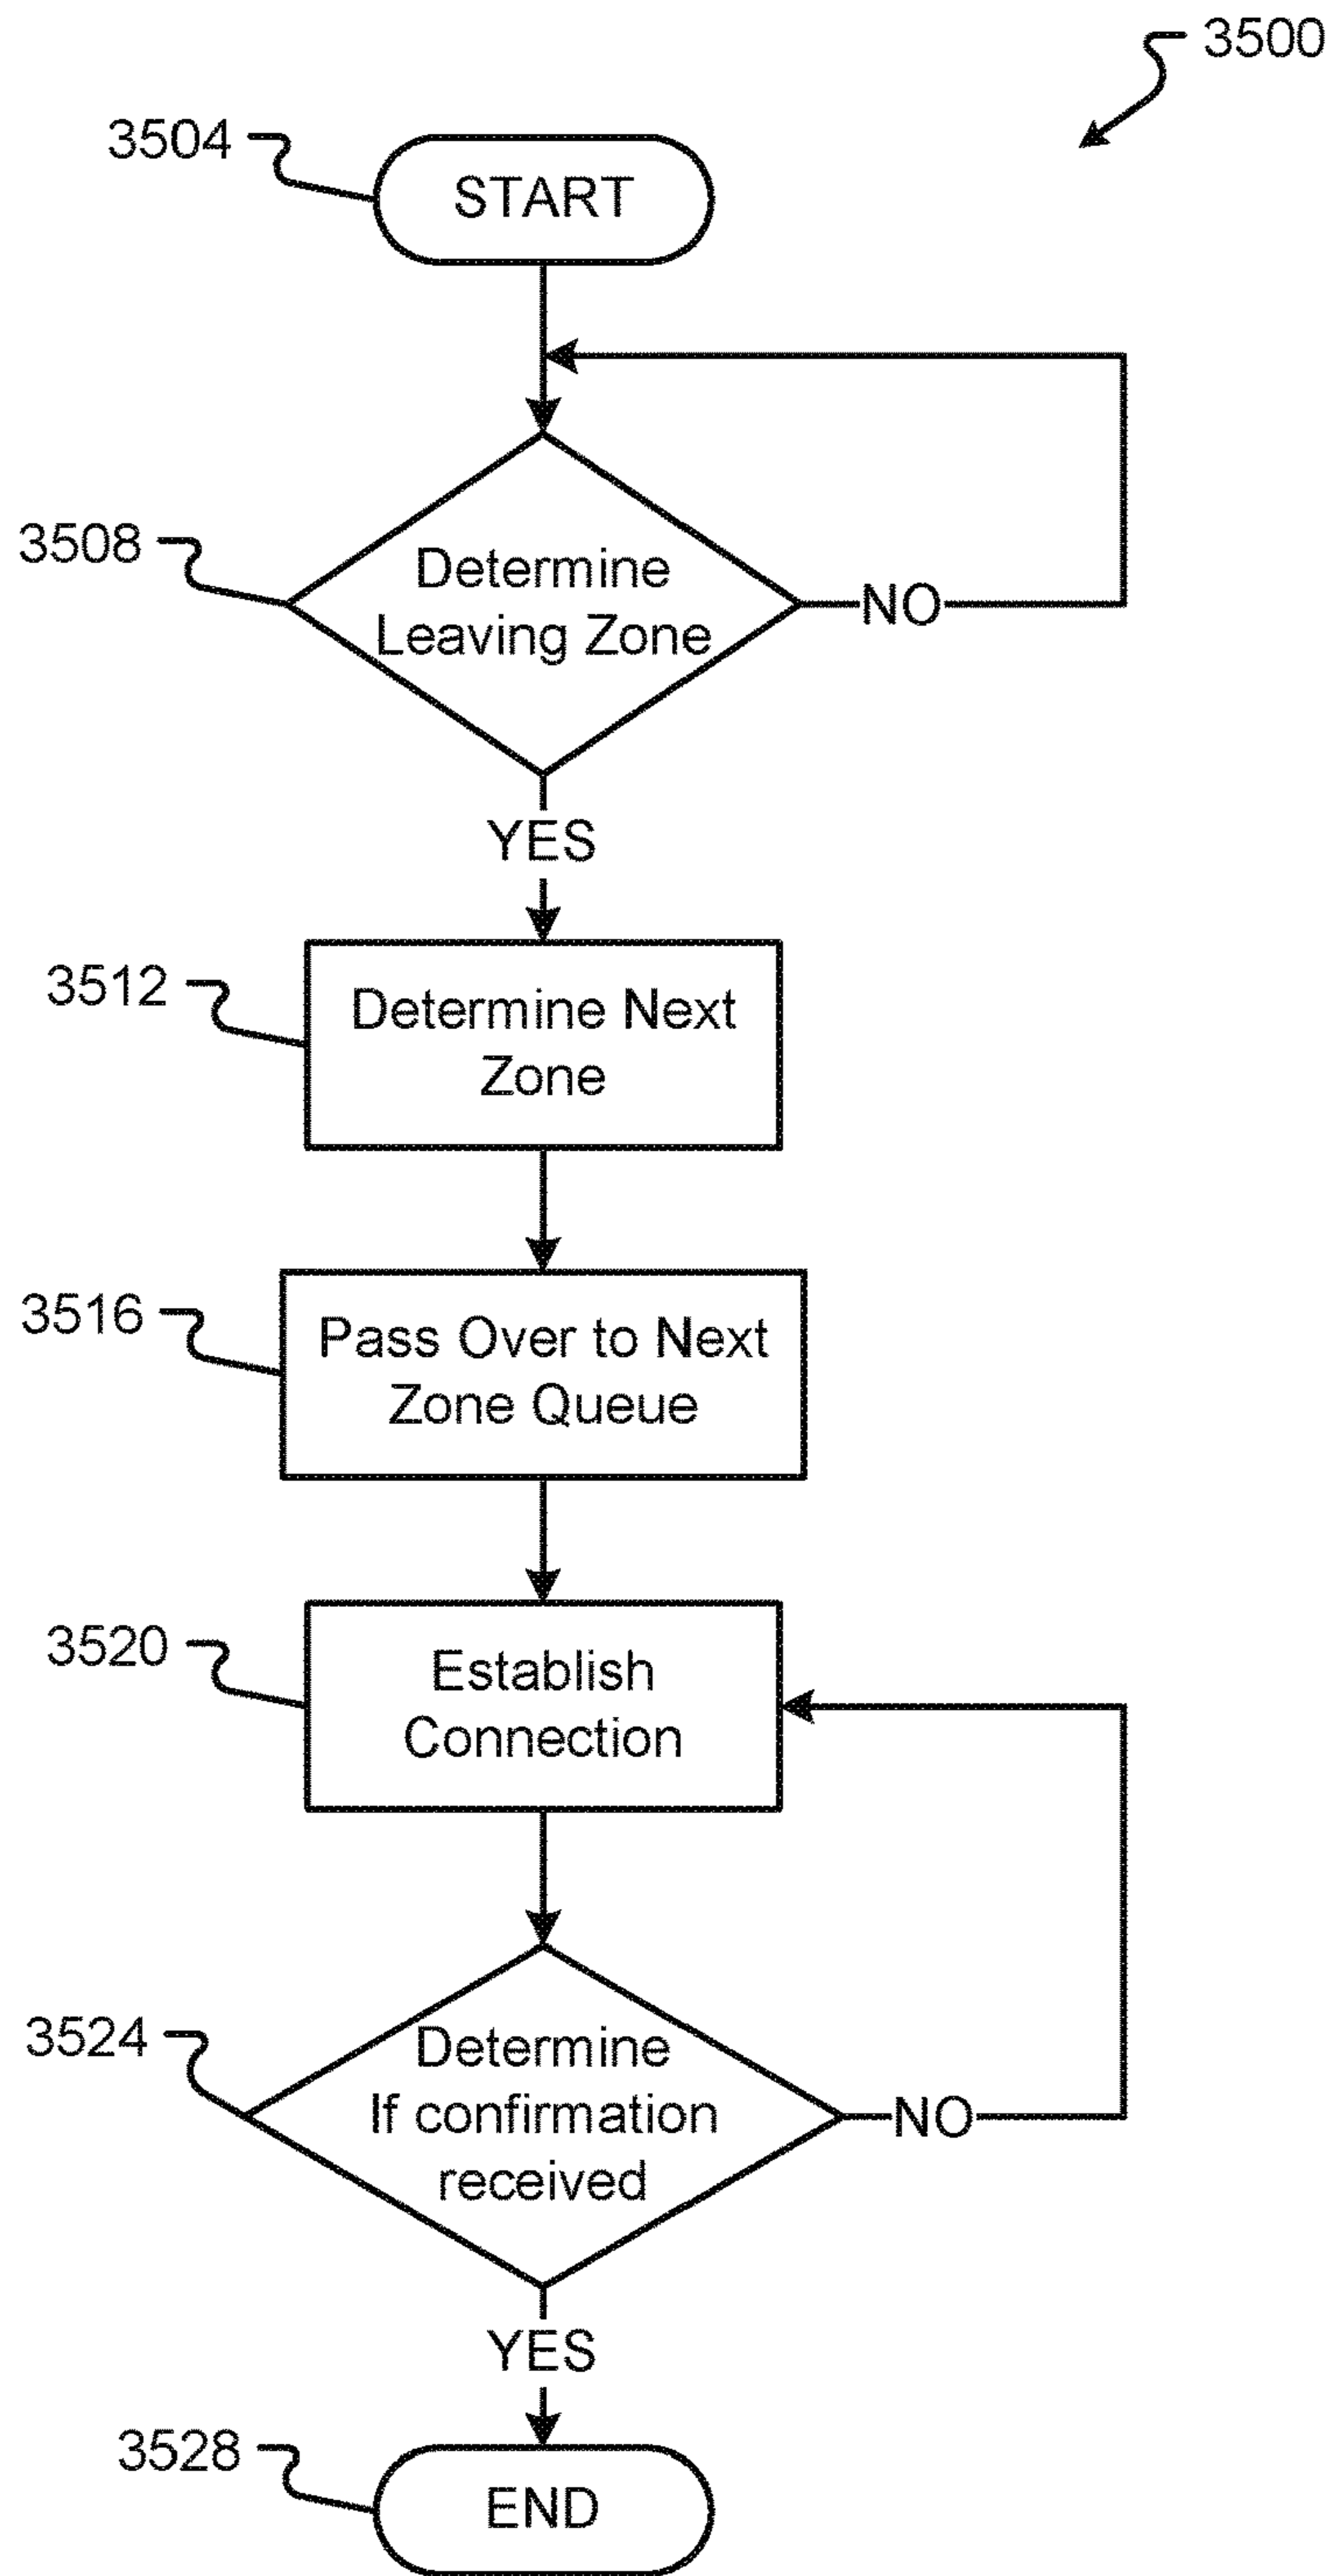 3500
3504
START
3508
Determine
Leaving Zone
NO
YES
3512
Determine Next
Zone
3516
Pass Over to Next
Zone Queue
3520
Establish
Connection
3524
Determine
If confirmation
received
NO
YES
3528
END